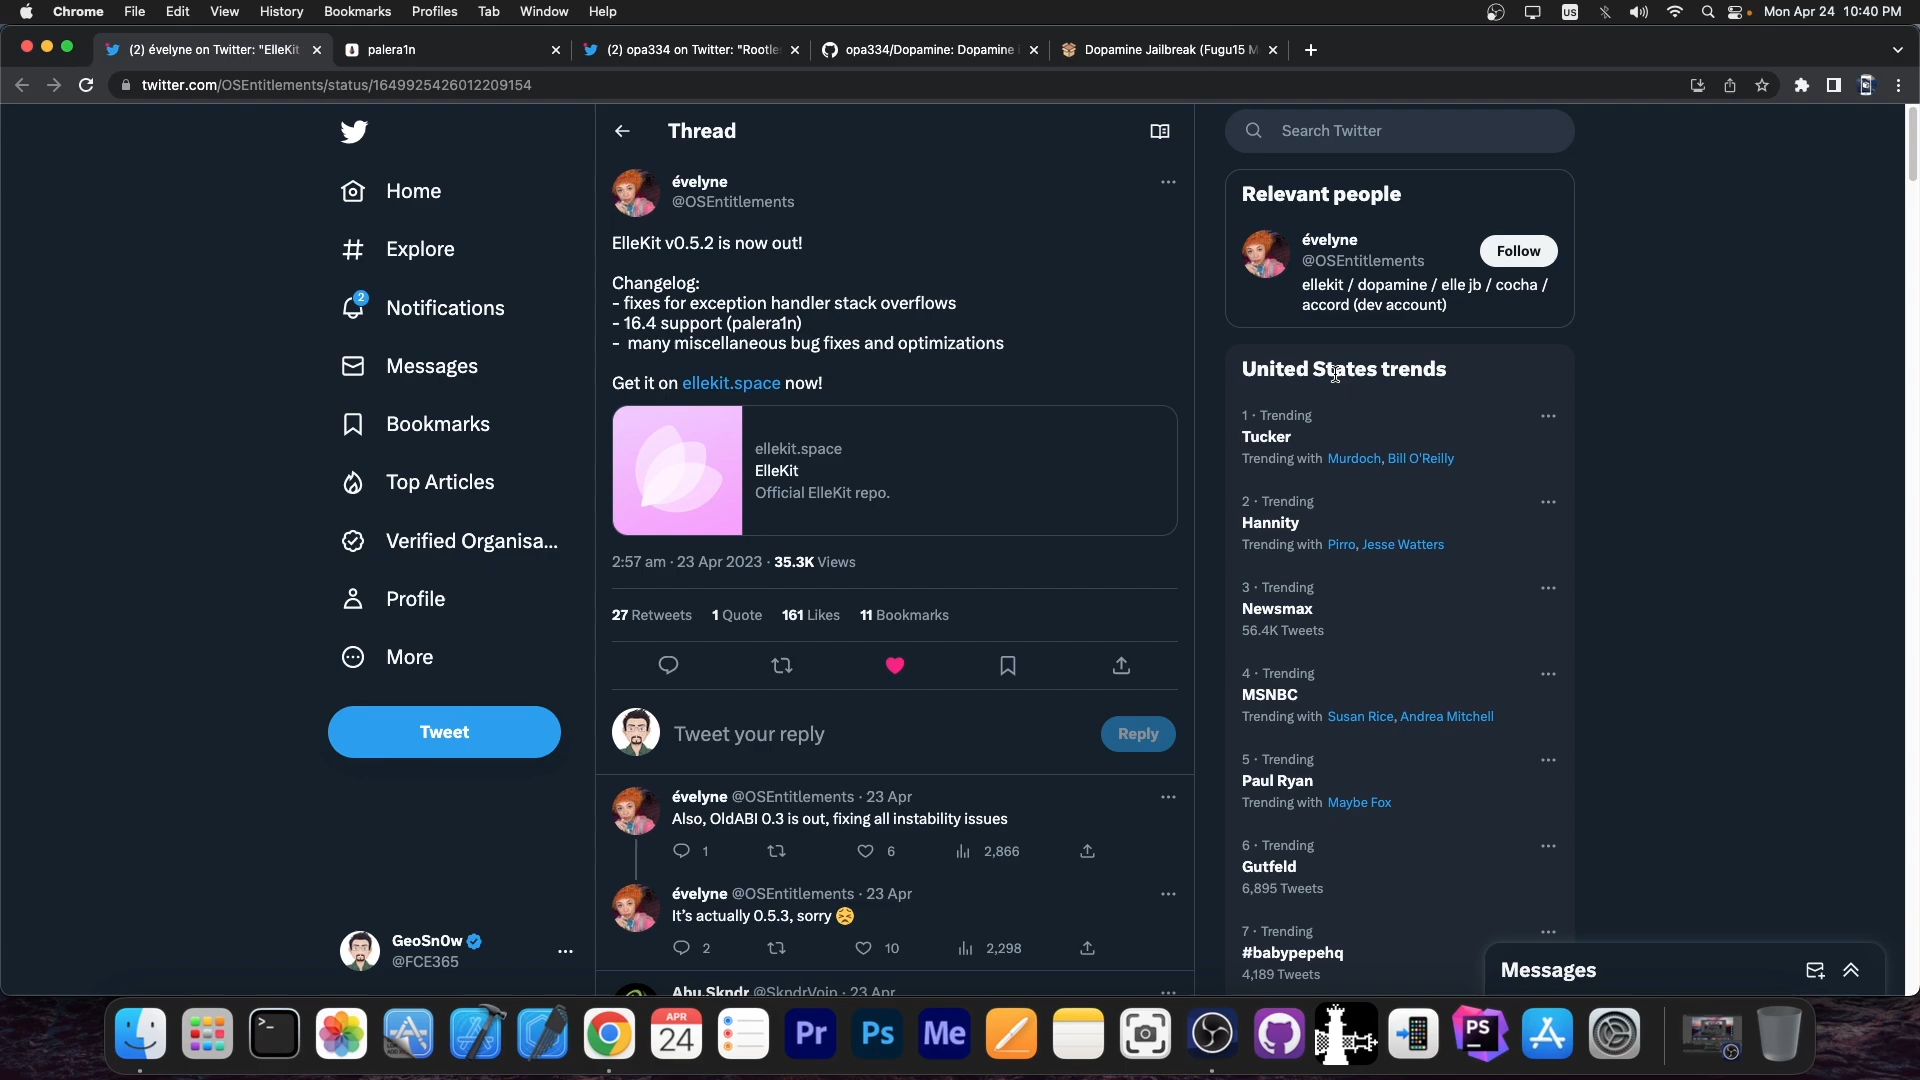 Chrome File Edit View History Bookmarks Profiles Tab Window Help US Mon Apr 24 10:40 PM
(2) évelyne on Twitter: "ElleKit
palera1n
(2) opa334 on Twitter: "Rootle
opa334/Dopamine: Dopamine
Dopamine Jailbreak (Fugu15 M
twitter.com/OSEntitlements/status/1649925426012209154
Home
Explore
2
Notifications
Messages
Bookmarks
Top Articles
Verified Organisa...
Profile
More
Tweet
GeoSn0w
@FCE365
Thread
évelyne
@OSEntitlements
ElleKit v0.5.2 is now out!
Changelog:
- fixes for exception handler stack overflows
- 16.4 support (palera1n)
- many miscellaneous bug fixes and optimizations
Get it on ellekit.space now!
ellekit.space
ElleKit
Official ElleKit repo.
2:57 am · 23 Apr 2023 · 35.3K Views
27 Retweets 1 Quote 161 Likes 11 Bookmarks
Tweet your reply
Reply
évelyne @OSEntitlements · 23 Apr
Also, OldABI 0.3 is out, fixing all instability issues
1 6 2,866
évelyne @OSEntitlements · 23 Apr
It's actually 0.5.3, sorry 😣
2 10 2,298
Abu.Skndr @SkndrVoip · 23 Apr
Search Twitter
Relevant people
évelyne
@OSEntitlements
Follow
ellekit / dopamine / elle jb / cocha /
accord (dev account)
United States trends
1 · Trending
Tucker
Trending with Murdoch, Bill O'Reilly
2 · Trending
Hannity
Trending with Pirro, Jesse Watters
3 · Trending
Newsmax
56.4K Tweets
4 · Trending
MSNBC
Trending with Susan Rice, Andrea Mitchell
5 · Trending
Paul Ryan
Trending with Maybe Fox
6 · Trending
Gutfeld
6,895 Tweets
7 · Trending
#babypepehq
4,189 Tweets
Messages
APR
24
Pr
Ps
Me
PS